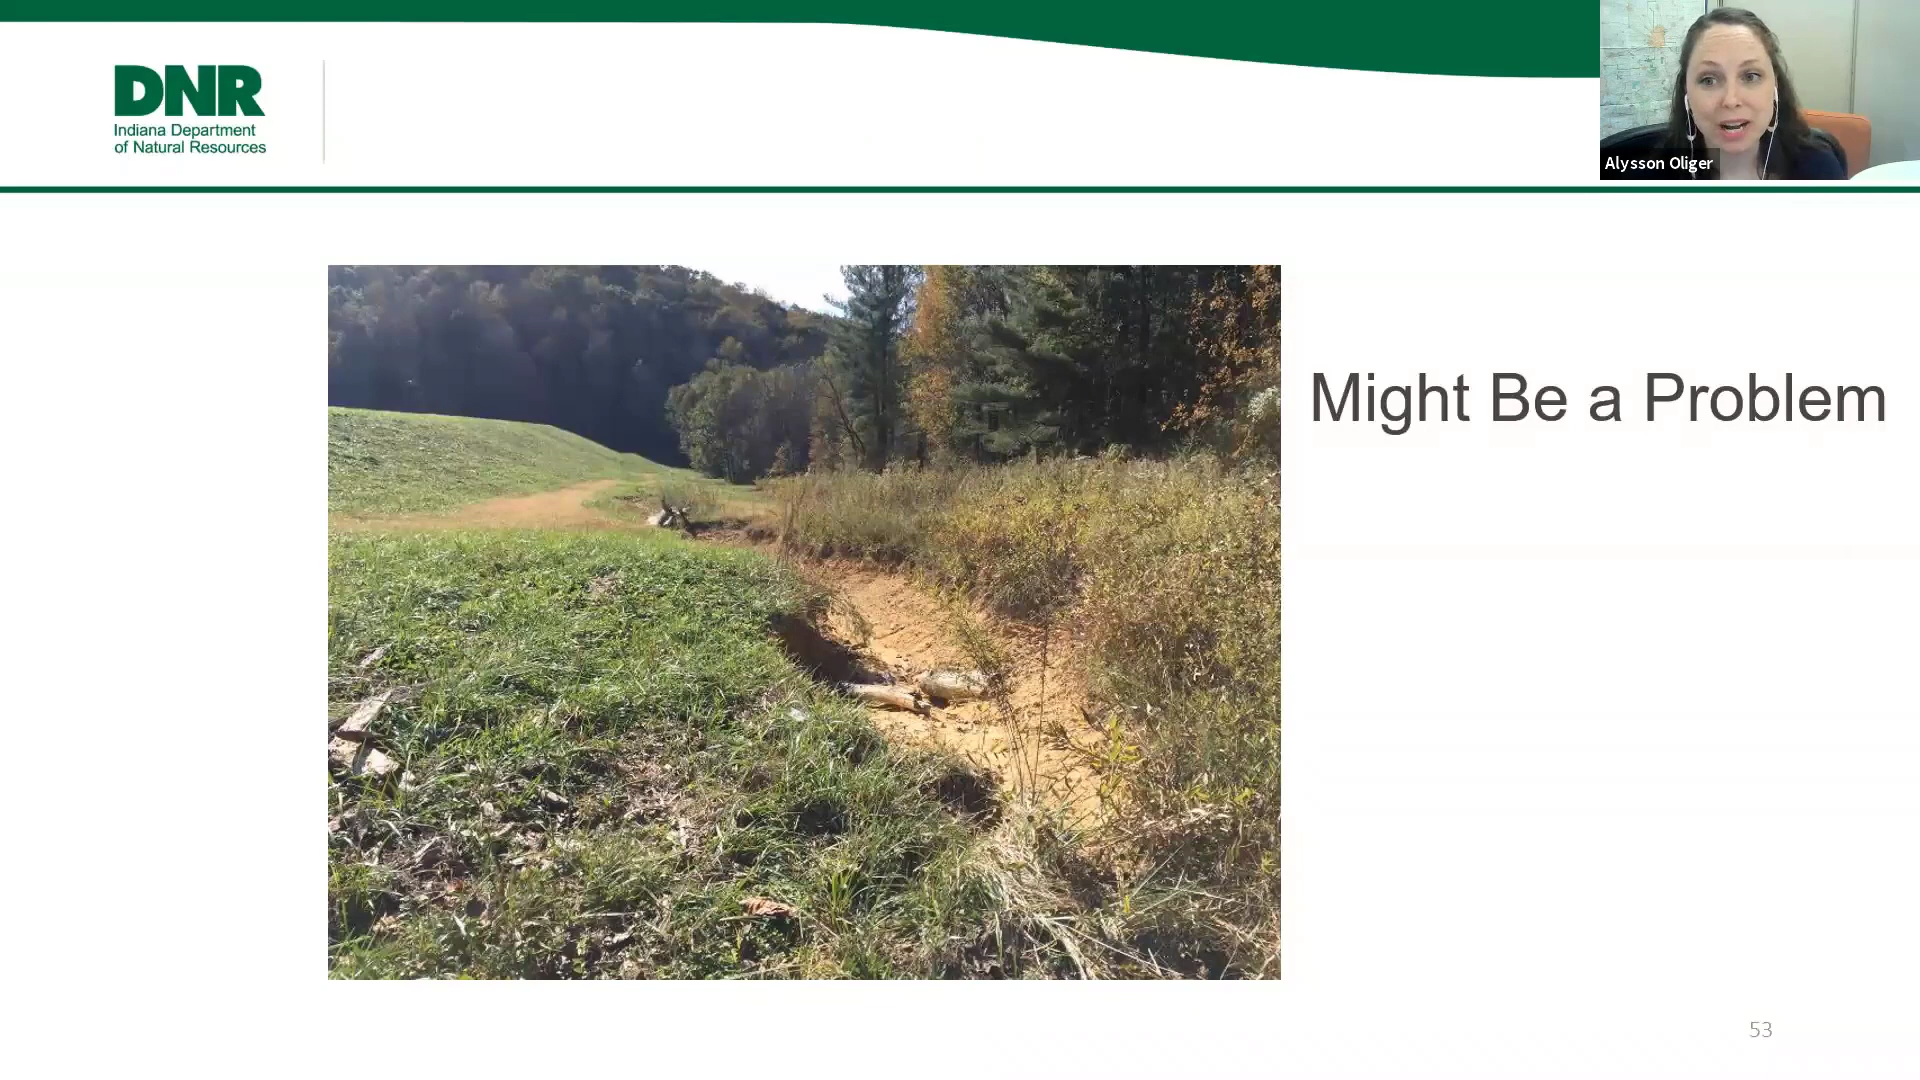 DNR
Indiana Department
of Natural Resources
Alysson Oliger
Might Be a Problem
53